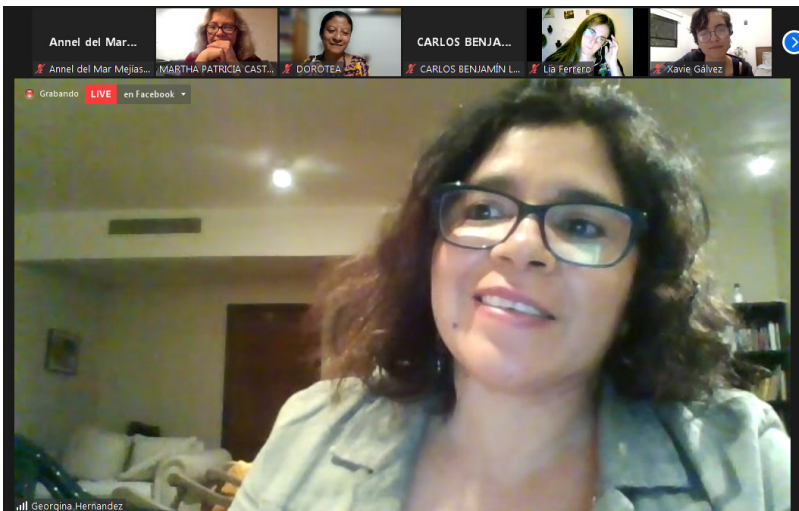 Annel del Mar...
CARLOS BENJA...
Annel del Mar Mejías...
MARTHA PATRICIA CAST...
DOROTEA
CARLOS BENJAMÍN L...
Lia Ferrero
Xavie Gálvez
Grabando
LIVE
en Facebook
Georgina Hernandez